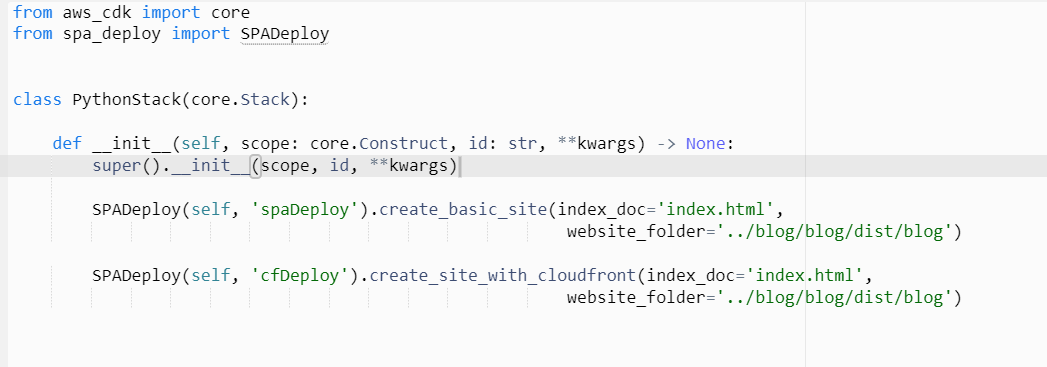 from aws_cdk import core
from spa_deploy import SPADeploy
class PythonStack(core.Stack):
def __init__(self, scope: core.Construct, id: str, **kwargs) -> None:
super().__init__(scope, id, **kwargs)
SPADeploy(self, 'spaDeploy').create_basic_site(index_doc='index.html',
website_folder='../blog/blog/dist/blog')
SPADeploy(self, 'cfDeploy').create_site_with_cloudfront(index_doc='index.html',
website_folder='../blog/blog/dist/blog')